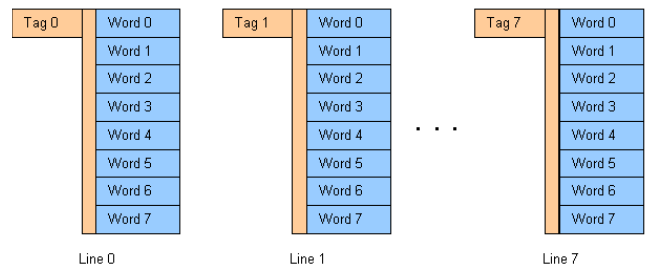 Tag 0 Word 0 Tag 1 Word 0 Tag 7 Word 0
Word 1 Word 1 Word 1
Word 2 Word 2 Word 2
Word 3 Word 3 Word 3
Word 4 . . . Word 4 Word 4
Word 5 Word 5 Word 5
Word 6 Word 6 Word 6
Word 7 Word 7 Word 7
Line 0 Line 1 Line 7